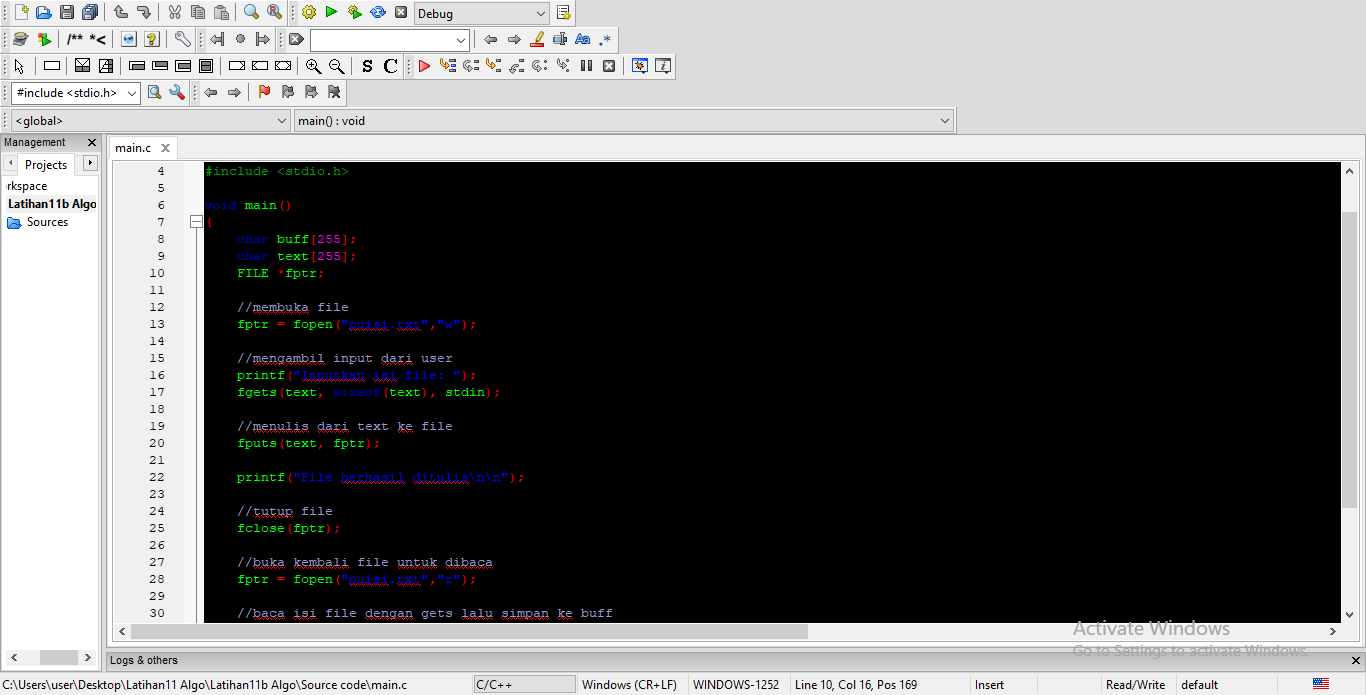 Debug
/** *<
Aa .*
S C
#include <stdio.h>
<global>
main() : void
Management
main.c
Projects
rkspace
Latihan11b Algo
Sources
4 #include <stdio.h>
5
6 void main()
7 {
8 char buff[255];
9 char text[255];
10 FILE *fptr;
11
12 //membuka file
13 fptr = fopen("puisi.txt","w");
14
15 //mengambil input dari user
16 printf("Inputkan isi file: ");
17 fgets(text, sizeof(text), stdin);
18
19 //menulis dari text ke file
20 fputs(text, fptr);
21
22 printf("File berhasil ditulis\n\n");
23
24 //tutup file
25 fclose(fptr);
26
27 //buka kembali file untuk dibaca
28 fptr = fopen("puisi.txt","r");
29
30 //baca isi file dengan gets lalu simpan ke buff
Activate Windows
Go to Settings to activate Windows.
Logs & others
C:\Users\user\Desktop\Latihan11 Algo\Latihan11b Algo\Source code\main.c
C/C++
Windows (CR+LF)
WINDOWS-1252
Line 10, Col 16, Pos 169
Insert
Read/Write
default